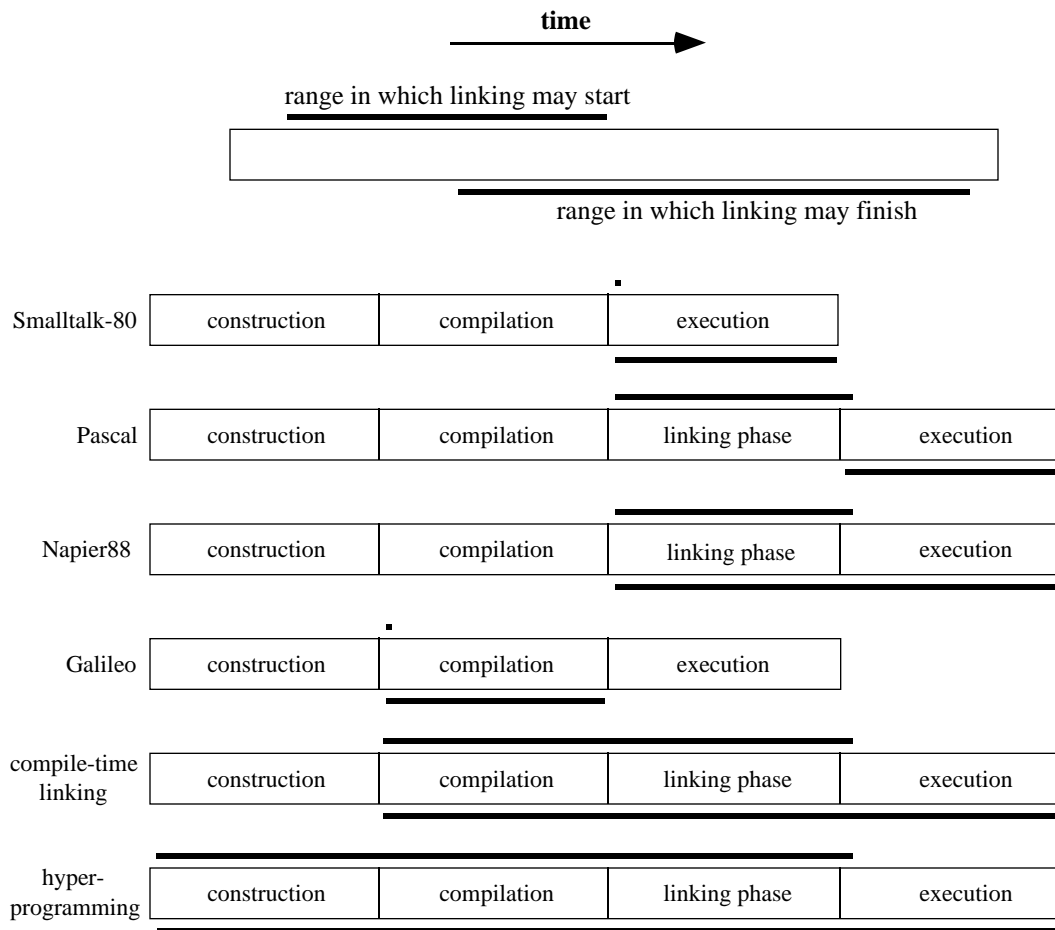 time
range in which linking may start
range in which linking may finish
Smalltalk-80 construction compilation execution
Pascal construction compilation linking phase execution
Napier88 construction compilation linking phase execution
Galileo construction compilation execution
compile-time
linking construction compilation linking phase execution
hyper-
programming construction compilation linking phase execution